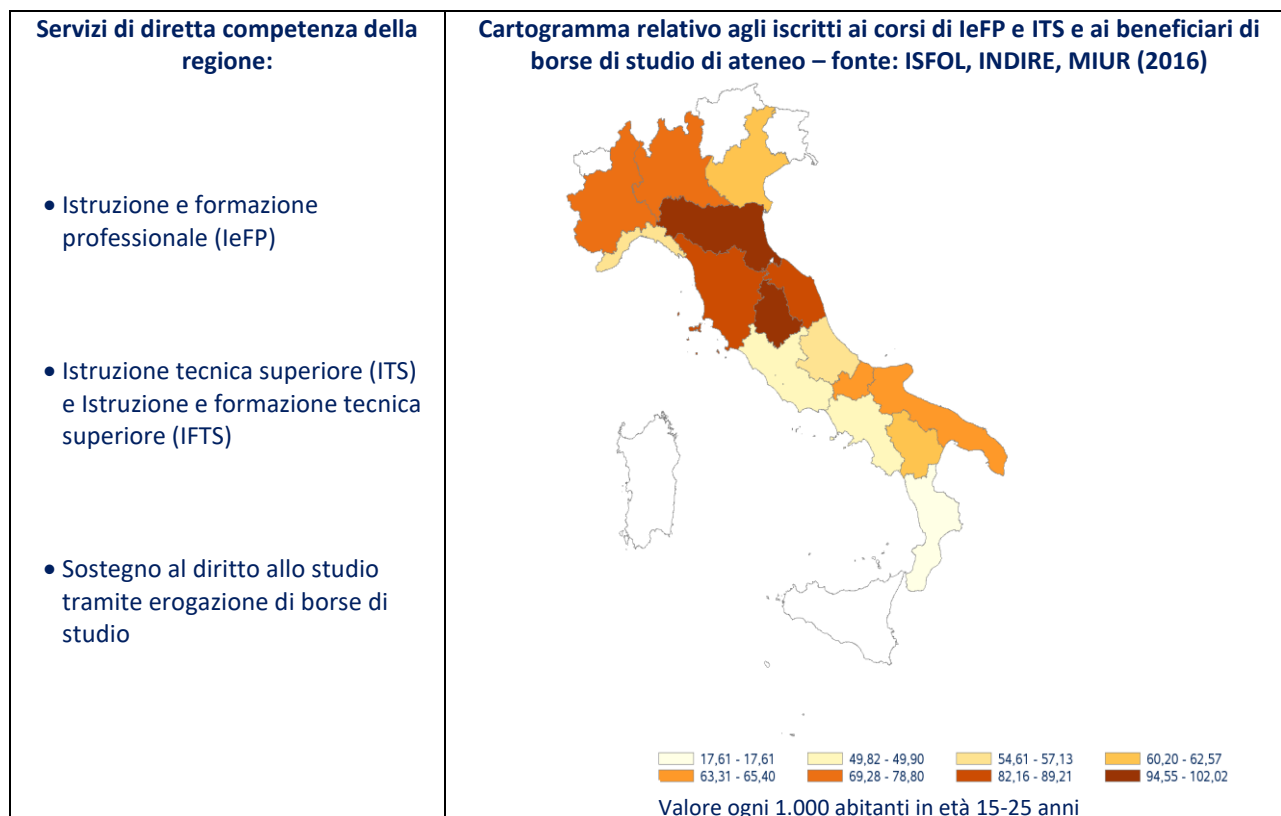 Servizi di diretta competenza della
regione:
• Istruzione e formazione
professionale (IeFP)
• Istruzione tecnica superiore (ITS)
e Istruzione e formazione tecnica
superiore (IFTS)
• Sostegno al diritto allo studio
tramite erogazione di borse di
studio
Cartogramma relativo agli iscritti ai corsi di IeFP e ITS e ai beneficiari di
borse di studio di ateneo – fonte: ISFOL, INDIRE, MIUR (2016)
17,61 - 17,61 49,82 - 49,90 54,61 - 57,13 60,20 - 62,57
63,31 - 65,40 69,28 - 78,80 82,16 - 89,21 94,55 - 102,02
Valore ogni 1.000 abitanti in età 15-25 anni